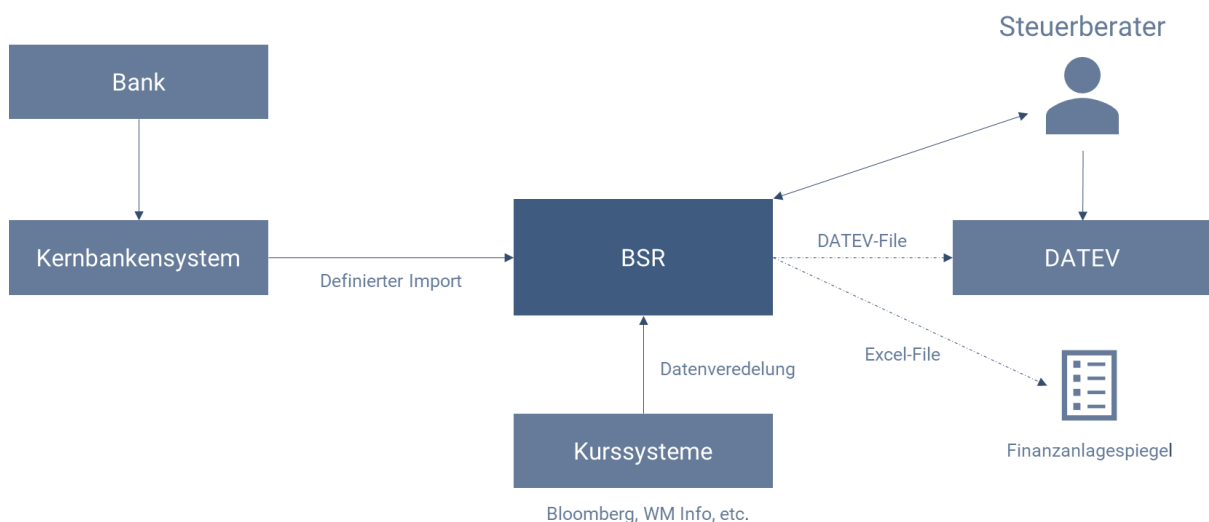 Steuerberater
Bank
Kernbankensystem
Definierter Import
BSR
DATEV-File
DATEV
Datenveredelung
Excel-File
Kurssysteme
Finanzanlagespiegel
Bloomberg, WM Info, etc.